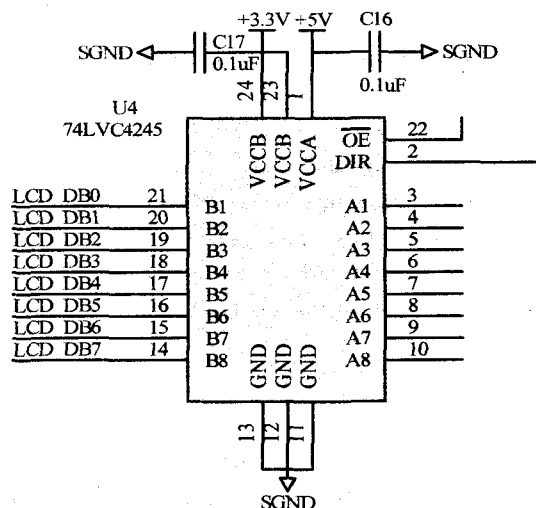 +3.3V +5V C16
SGND C17 SGND
0.1uF 0.1uF
24 23 1
U4
74LVC4245
VCCB VCCB VCCA
OE 22
DIR 2
LCD DB0 21 B1 A1 3
LCD DB1 20 B2 A2 4
LCD DB2 19 B3 A3 5
LCD DB3 18 B4 A4 6
LCD DB4 17 B5 A5 7
LCD DB5 16 B6 A6 8
LCD DB6 15 B7 A7 9
LCD DB7 14 B8 A8 10
GND GND GND
13 12 11
SGND